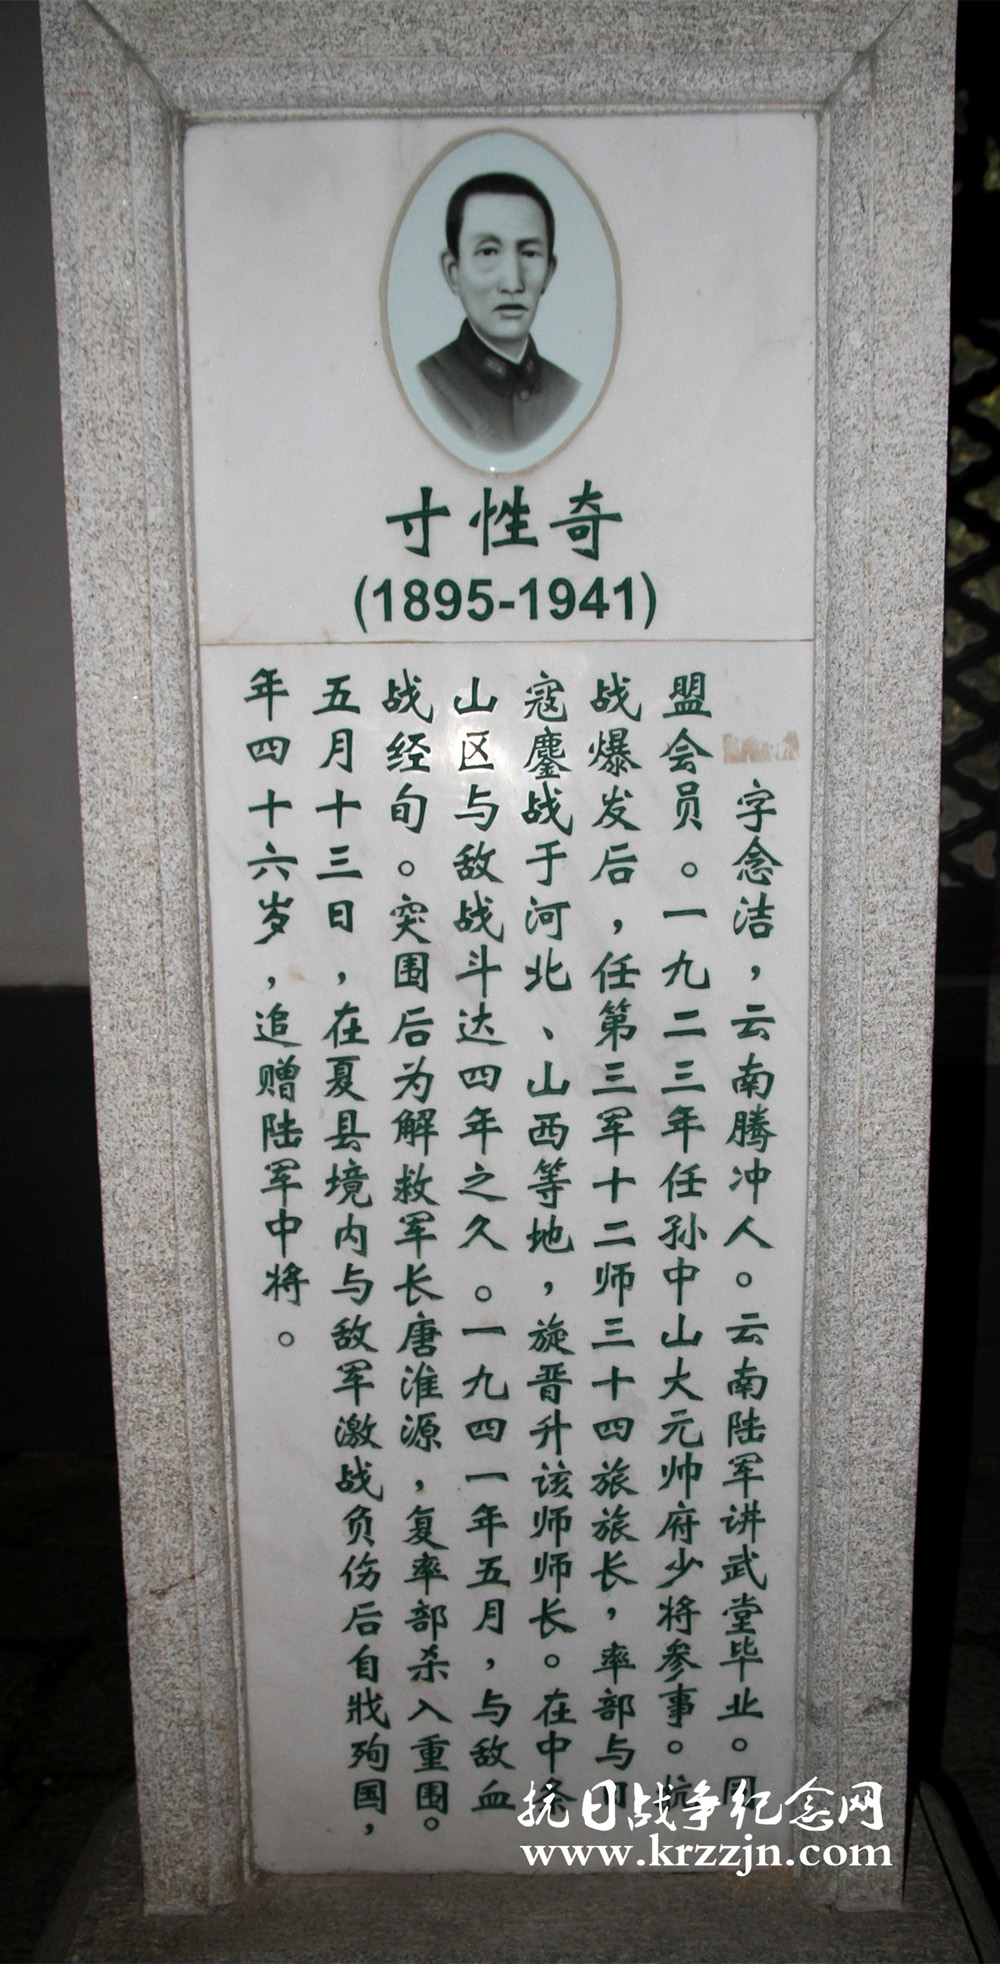 寸性奇
(1895-1941)
字念洁，云南腾冲人。云南陆军讲武堂毕业。同
盟会员。一九二三年任孙中山大元帅府少将参事。抗
战爆发后，任第三军十二师三十四旅旅长，率部与日
寇鏖战于河北、山西等地，旋晋升该师师长。在中条
山区与敌战斗达四年之久。一九四一年五月，与敌血
战经旬。突围后为解救军长唐淮源，复率部杀入重围。
五月十三日，在夏县境内与敌军激战负伤后自戕殉国，
年四十六岁，追赠陆军中将。
抗日战争纪念网
www.krzzjn.com